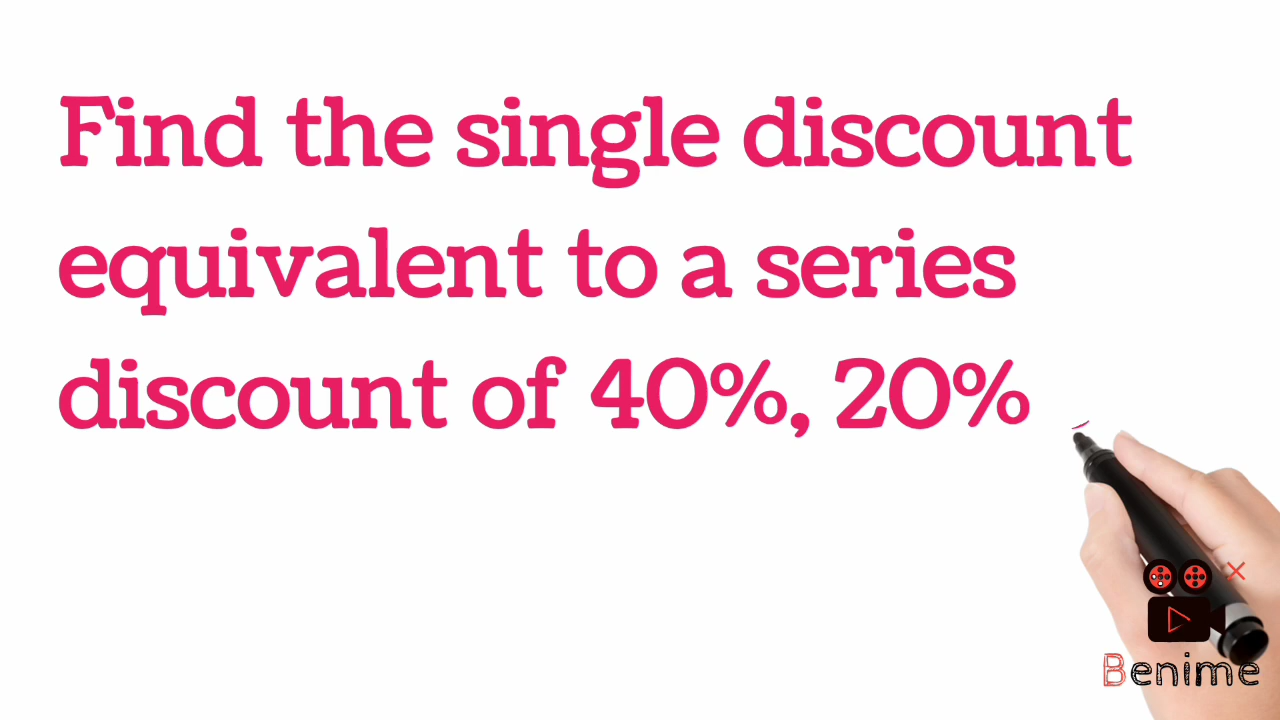 Find the single discount
equivalent to a series
discount of 40%, 20%
Benime